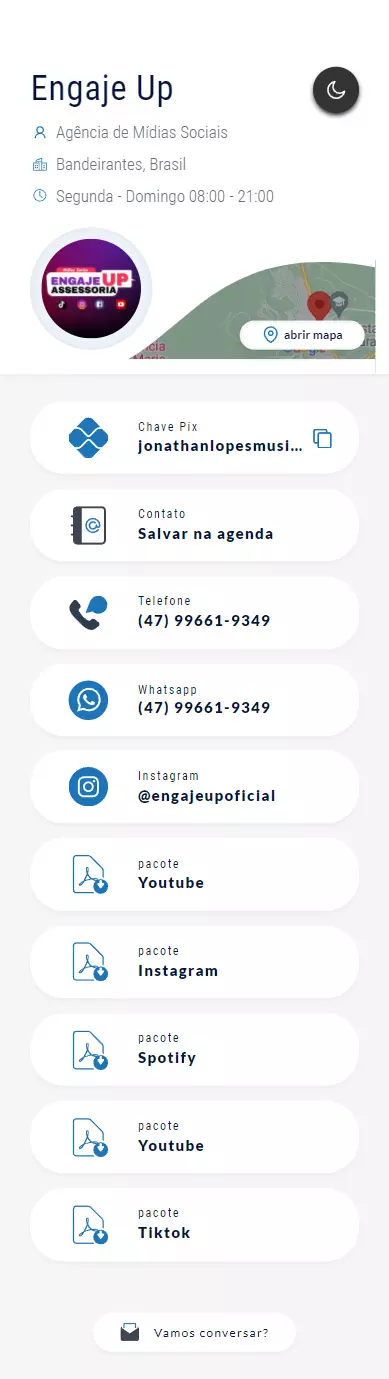 Engaje Up
Agência de Mídias Sociais
Bandeirantes, Brasil
Segunda - Domingo 08:00 - 21:00
ENGAJE UP
ASSESSORIA
abrir mapa
Chave Pix
jonathanlopesmusi...
Contato
Salvar na agenda
Telefone
(47) 99661-9349
Whatsapp
(47) 99661-9349
Instagram
@engajeupoficial
pacote
Youtube
pacote
Instagram
pacote
Spotify
pacote
Youtube
pacote
Tiktok
Vamos conversar?